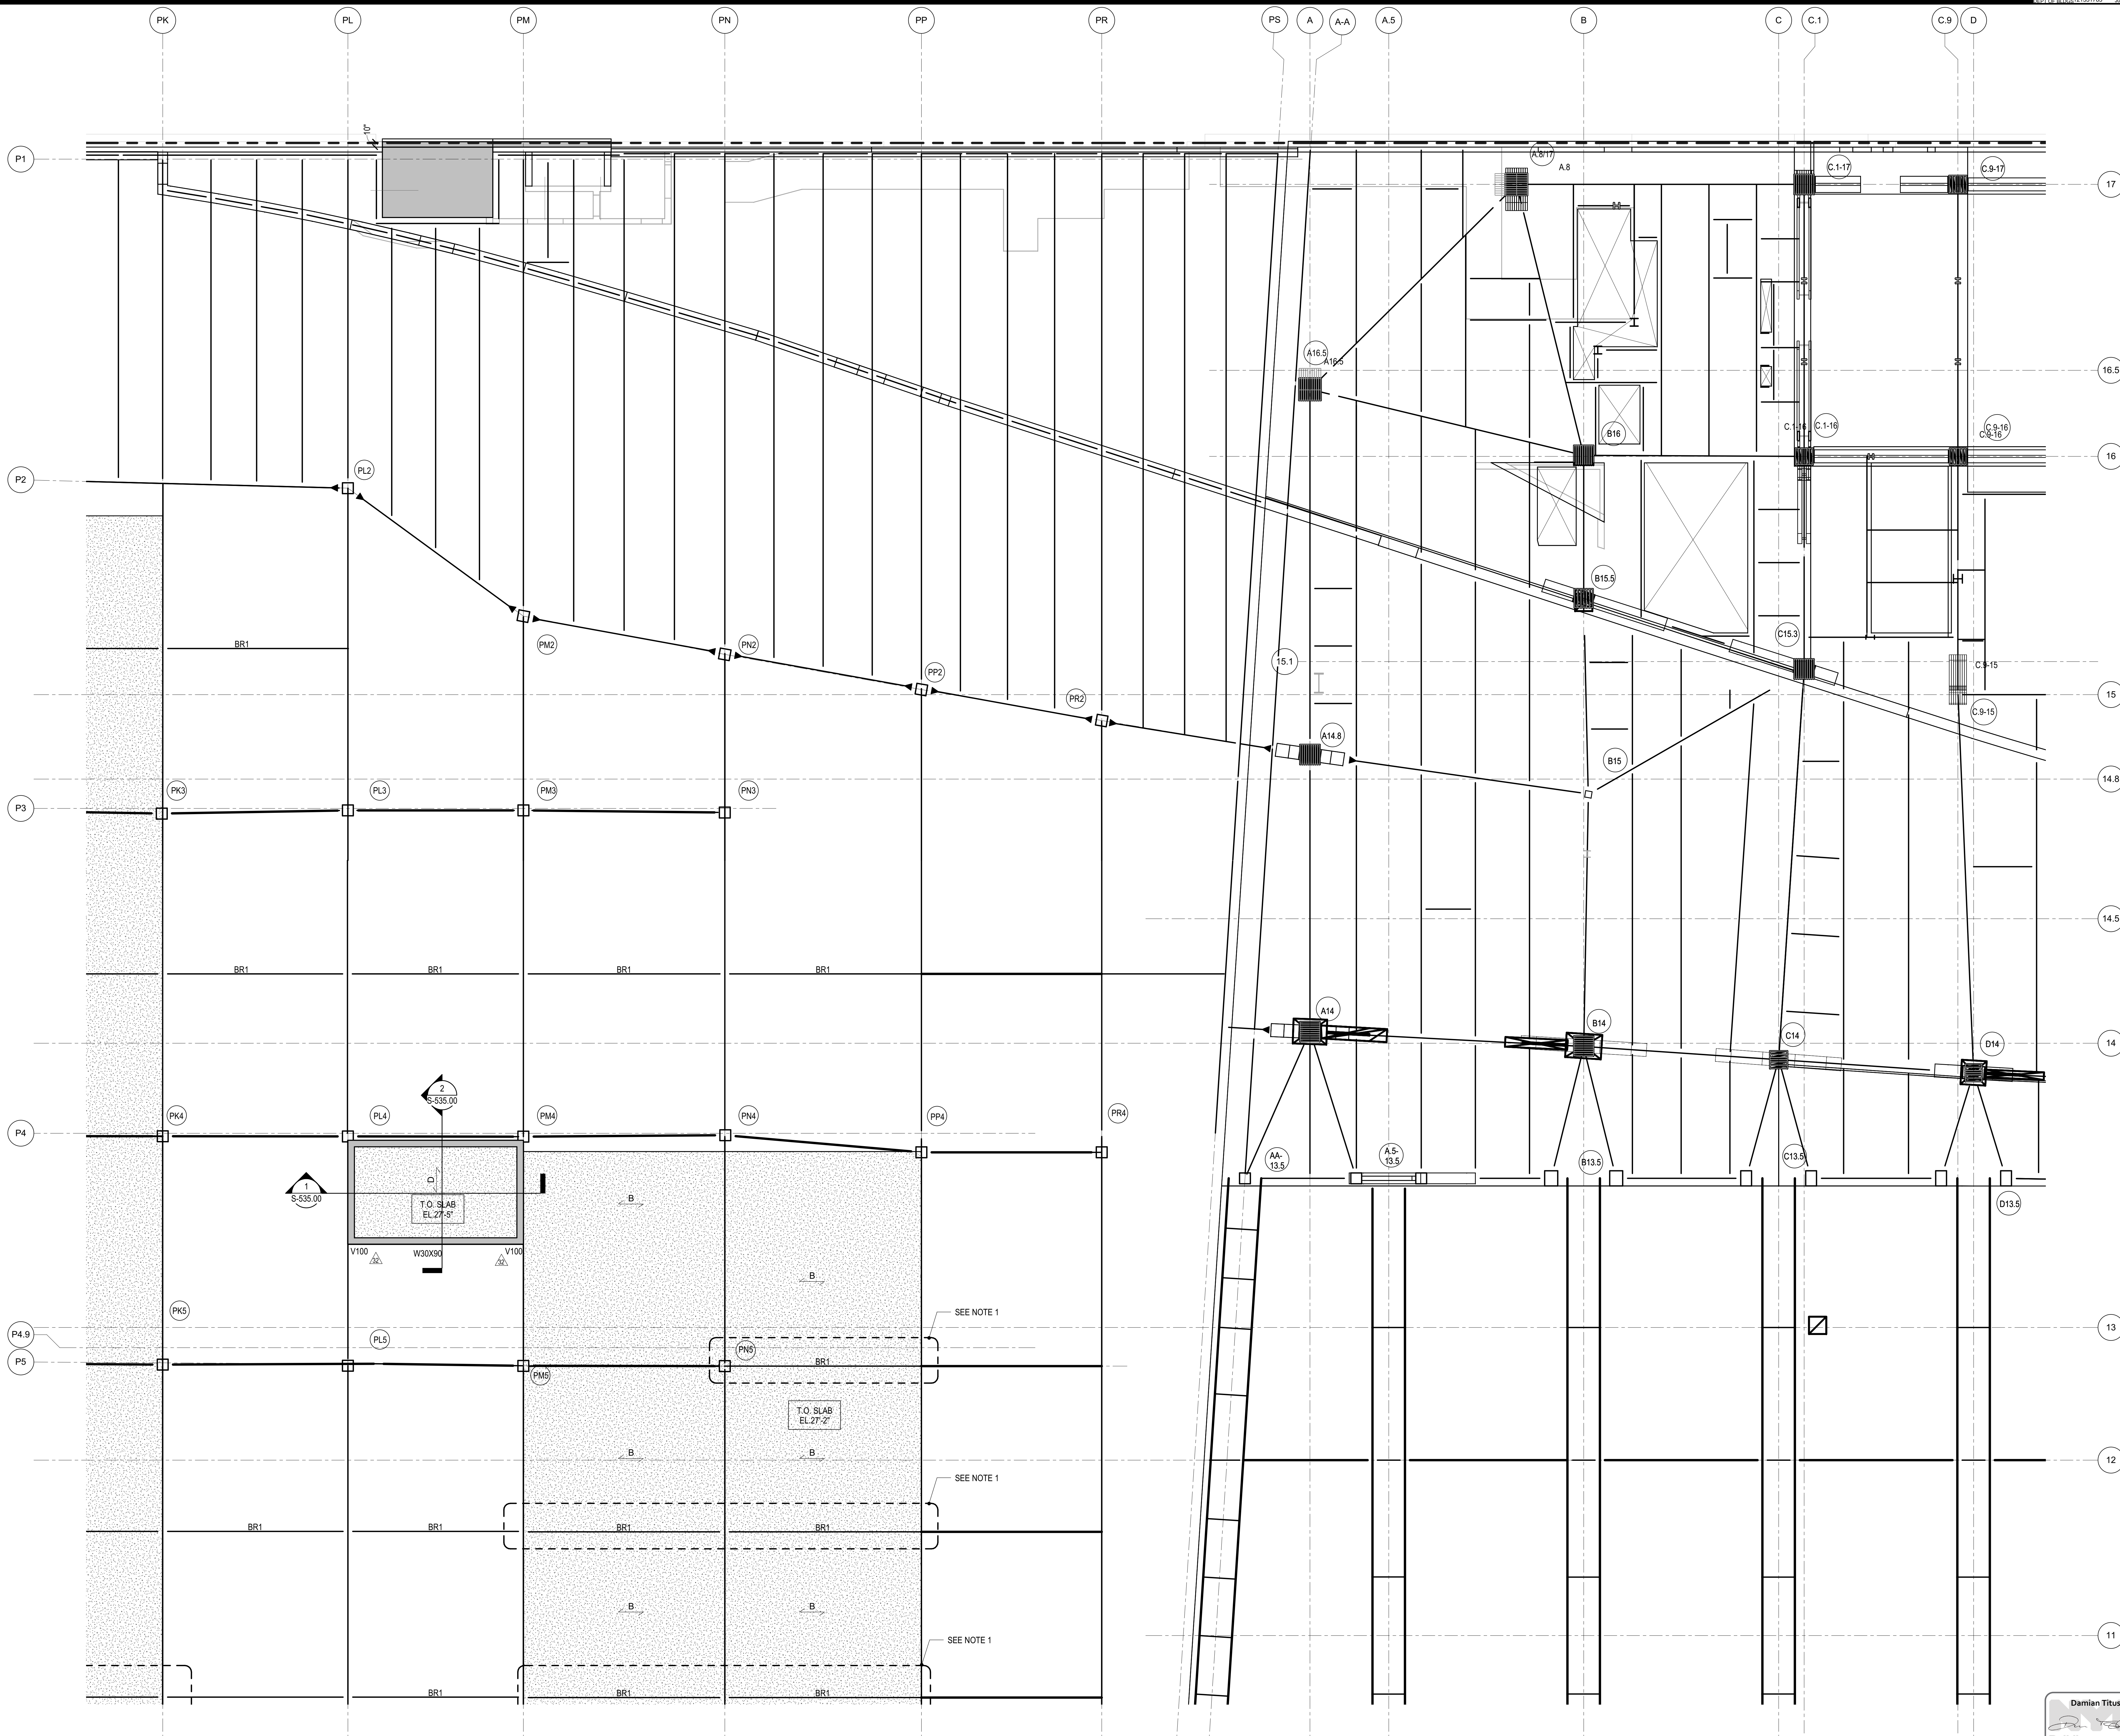 PK PL PM PN PP PR PS A A-A A.5 B C C.1 C.9 D
10"
P1
A.8/17 A.8 C.1-17 C.9-17
17
A16.5
A16.5
16.5
B16 C.1-16 C.1-16 C.9-16
C.9-16
16
PL2
P2
B15.5
C15.3
BR1 PM2 PN2
15.1
C.9-15
PP2
PR2
15
C.9-15
A14.8
B15
14.8
PK3 PL3 PM3 PN3
P3
14.5
BR1 BR1 BR1 BR1
A14 B14 C14 D14
14
2
S-535.00
PK4 PL4 PM4 PN4 PP4 PR4
P4
AA-
13.5
A.5-
13.5
B13.5 C13.5
D13.5
1
S-535.00
D
B
T.O. SLAB
EL.27'-5"
V100 W30X90 V100
32 32
B
PK5
SEE NOTE 1
13
P4.9
PL5
PN5
P5
BR1
PM5
T.O. SLAB
EL.27'-2"
B B
12
SEE NOTE 1
BR1 BR1 BR1 BR1
B B
SEE NOTE 1
11
BR1 BR1 BR1
Damian Titus